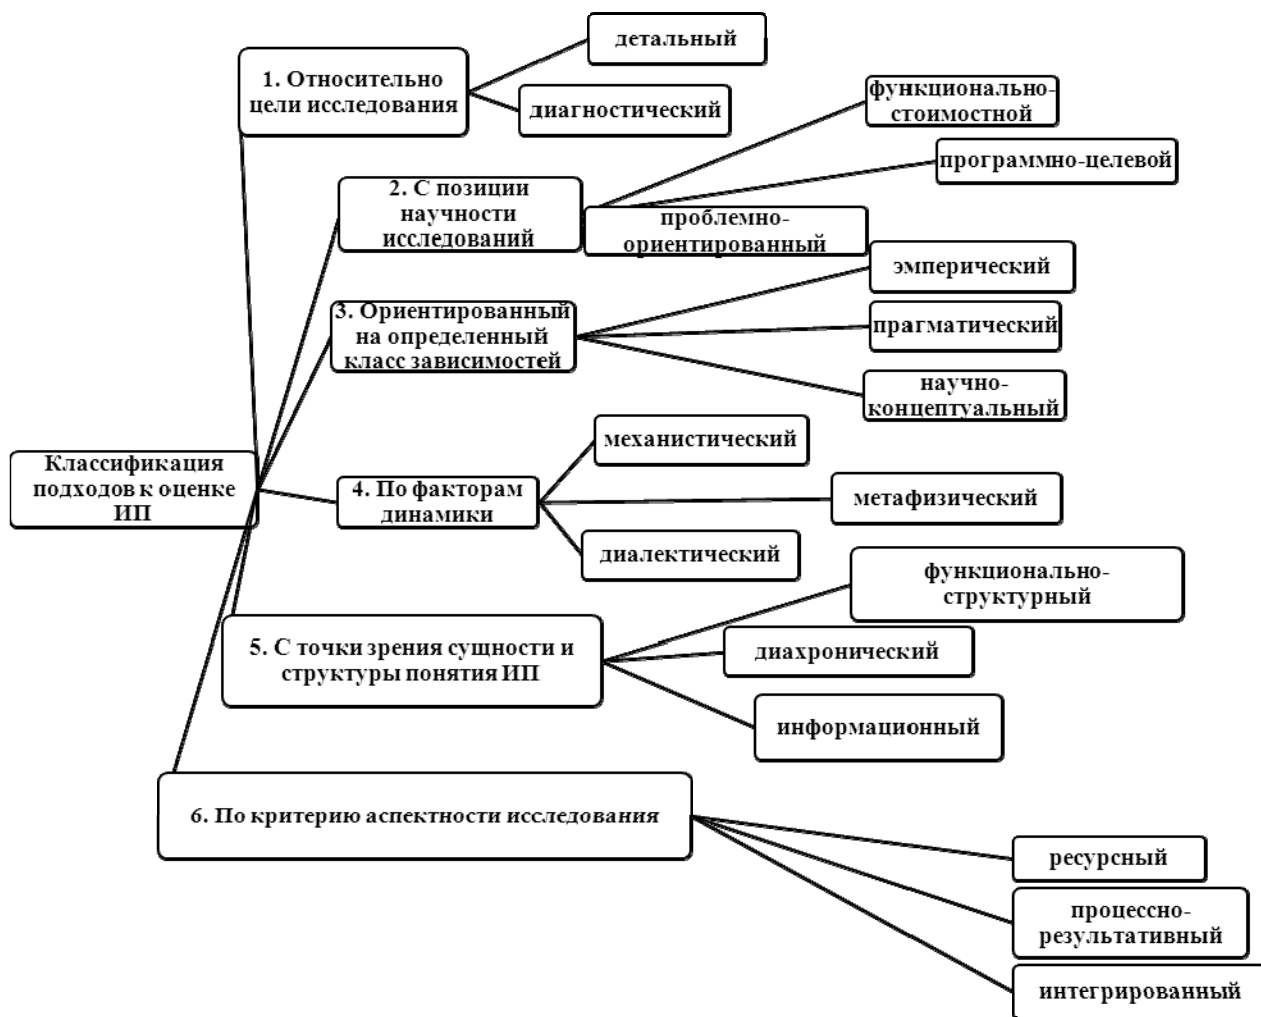 Классификация
подходов к оценке
ИП
1. Относительно
цели исследования
детальный
диагностический
2. С позиции
научности
исследований
функционально-
стоимостной
программно-целевой
проблемно-
ориентированный
3. Ориентированный
на определенный
класс зависимостей
эмперический
прагматический
научно-
концептуальный
4. По факторам
динамики
механистический
метафизический
диалектический
5. С точки зрения сущности и
структуры понятия ИП
функционально-
структурный
диахронический
информационный
6. По критерию аспектности исследования
ресурсный
процессно-
результативный
интегрированный